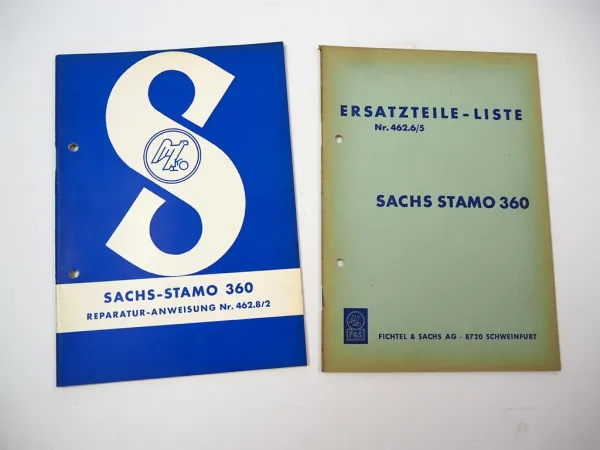 S
SACHS-STAMO 360
REPARATUR-ANWEISUNG Nr. 462.8/2
ERSATZTEILE-LISTE
Nr. 462.6/5
SACHS STAMO 360
F&S
FICHTEL & SACHS AG · 8720 SCHWEINFURT